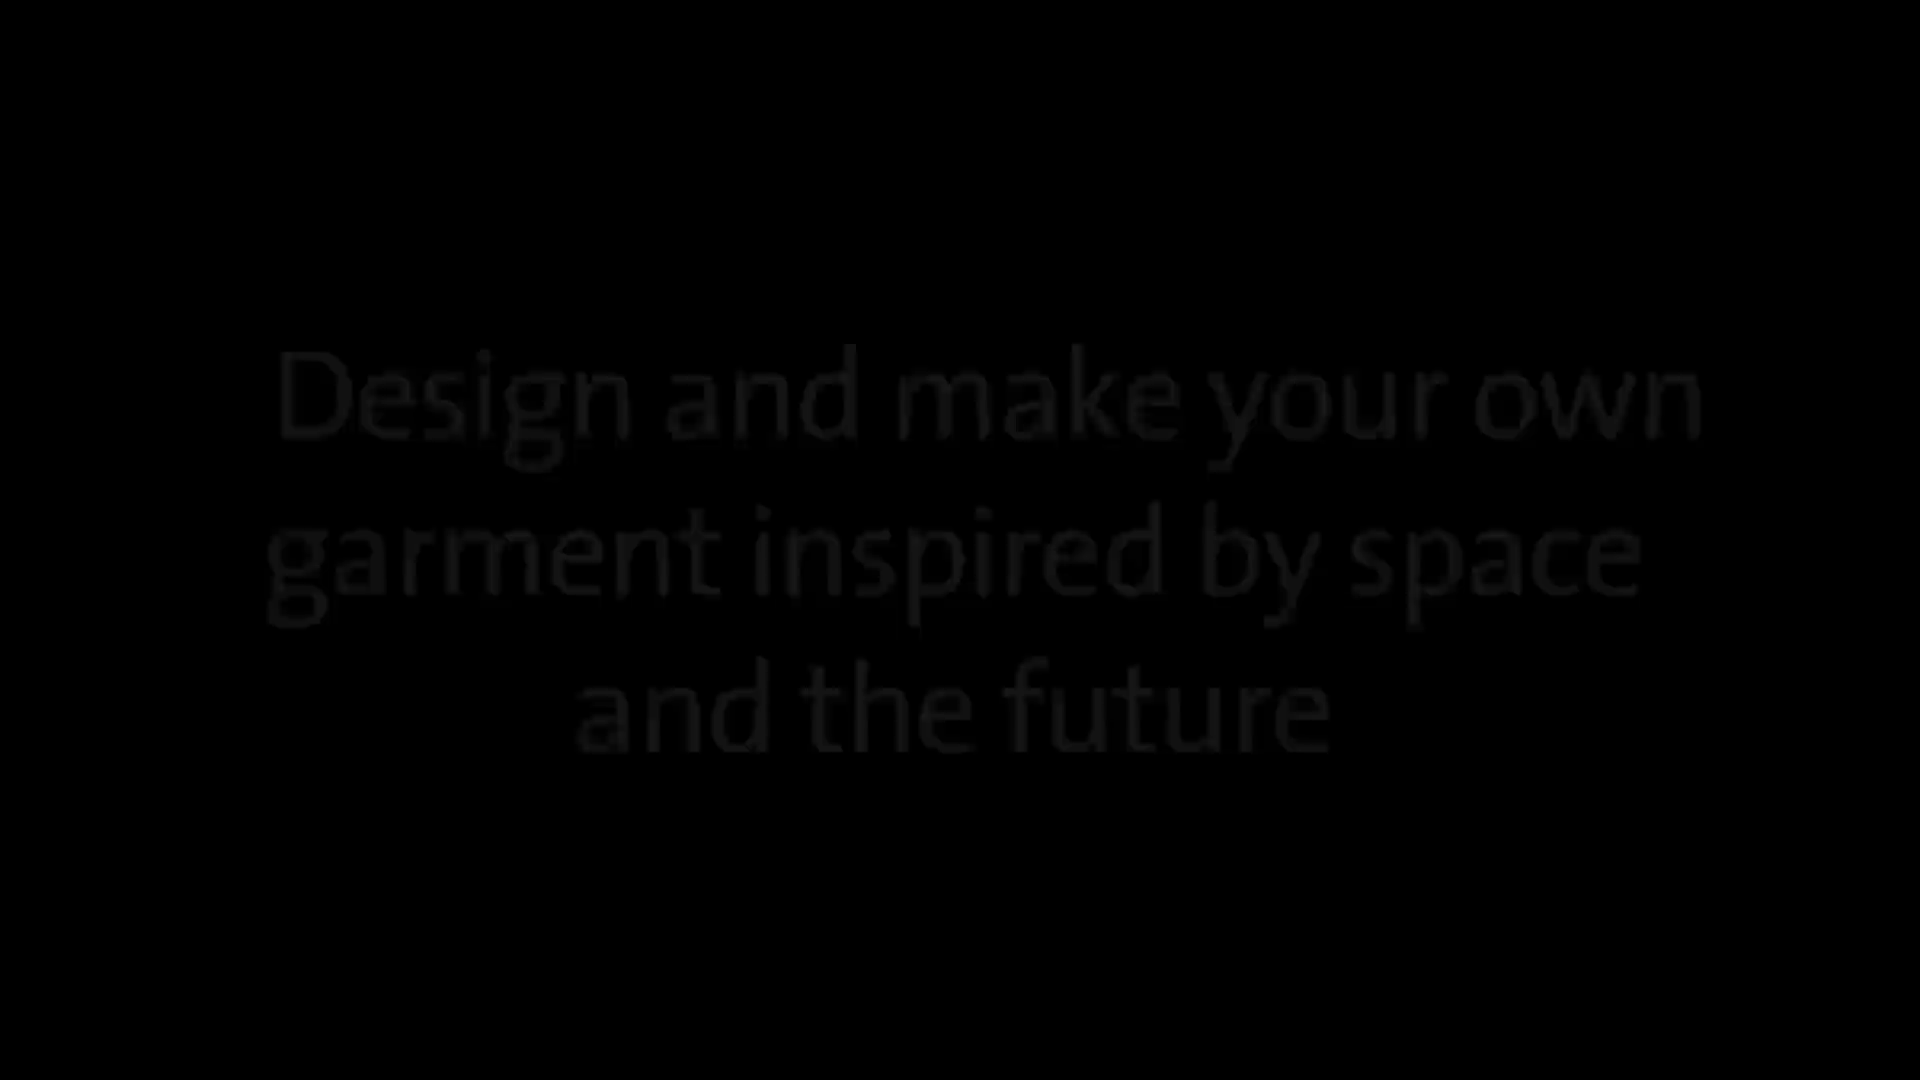 Design and make your own
garment inspired by space
and the future